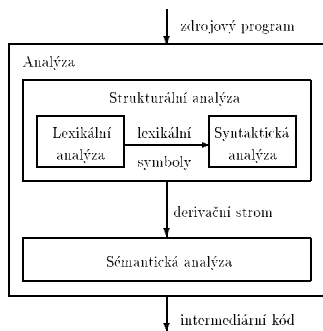 zdrojový program
Analýza
Strukturální analýza
Lexikální
analýza
lexikální
symboly
Syntaktická
analýza
derivační strom
Sémantická analýza
intermediární kód